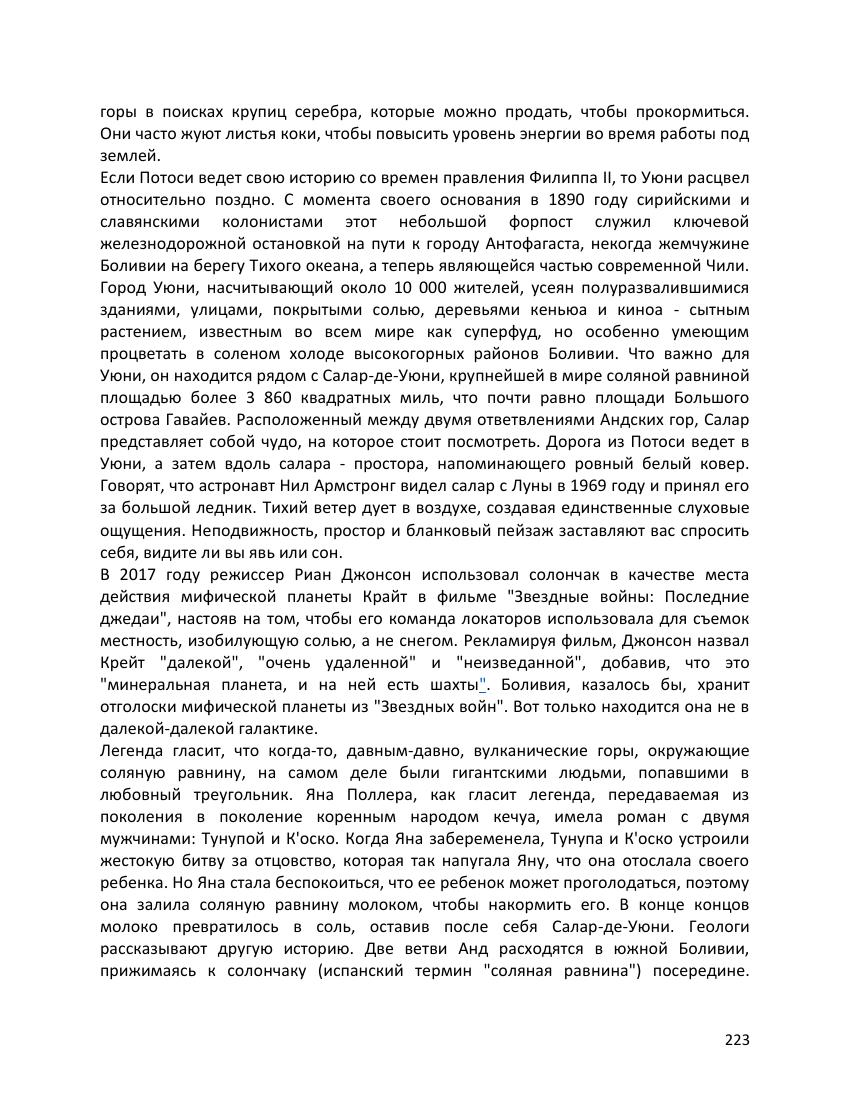 горы в поисках крупиц серебра, которые можно продать, чтобы прокормиться.
Они часто жуют листья коки, чтобы повысить уровень энергии во время работы под
землей.
Если Потоси ведет свою историю со времен правления Филиппа II, то Уюни расцвел
относительно поздно. С момента своего основания в 1890 году сирийскими и
славянскими колонистами этот небольшой форпост служил ключевой
железнодорожной остановкой на пути к городу Антофагаста, некогда жемчужине
Боливии на берегу Тихого океана, а теперь являющейся частью современной Чили.
Город Уюни, насчитывающий около 10 000 жителей, усеян полуразвалившимися
зданиями, улицами, покрытыми солью, деревьями кеньюа и киноа - сытным
растением, известным во всем мире как суперфуд, но особенно умеющим
процветать в соленом холоде высокогорных районов Боливии. Что важно для
Уюни, он находится рядом с Салар-де-Уюни, крупнейшей в мире соляной равниной
площадью более 3 860 квадратных миль, что почти равно площади Большого
острова Гавайев. Расположенный между двумя ответвлениями Андских гор, Салар
представляет собой чудо, на которое стоит посмотреть. Дорога из Потоси ведет в
Уюни, а затем вдоль салара - простора, напоминающего ровный белый ковер.
Говорят, что астронавт Нил Армстронг видел салар с Луны в 1969 году и принял его
за большой ледник. Тихий ветер дует в воздухе, создавая единственные слуховые
ощущения. Неподвижность, простор и бланковый пейзаж заставляют вас спросить
себя, видите ли вы явь или сон.
В 2017 году режиссер Риан Джонсон использовал солончак в качестве места
действия мифической планеты Крайт в фильме "Звездные войны: Последние
джедаи", настояв на том, чтобы его команда локаторов использовала для съемок
местность, изобилующую солью, а не снегом. Рекламируя фильм, Джонсон назвал
Крейт "далекой", "очень удаленной" и "неизведанной", добавив, что это
"минеральная планета, и на ней есть шахты". Боливия, казалось бы, хранит
отголоски мифической планеты из "Звездных войн". Вот только находится она не в
далекой-далекой галактике.
Легенда гласит, что когда-то, давным-давно, вулканические горы, окружающие
соляную равнину, на самом деле были гигантскими людьми, попавшими в
любовный треугольник. Яна Поллера, как гласит легенда, передаваемая из
поколения в поколение коренным народом кечуа, имела роман с двумя
мужчинами: Тунупой и К'оско. Когда Яна забеременела, Тунупа и К'оско устроили
жестокую битву за отцовство, которая так напугала Яну, что она отослала своего
ребенка. Но Яна стала беспокоиться, что ее ребенок может проголодаться, поэтому
она залила соляную равнину молоком, чтобы накормить его. В конце концов
молоко превратилось в соль, оставив после себя Салар-де-Уюни. Геологи
рассказывают другую историю. Две ветви Анд расходятся в южной Боливии,
прижимаясь к солончаку (испанский термин "соляная равнина") посередине.
223